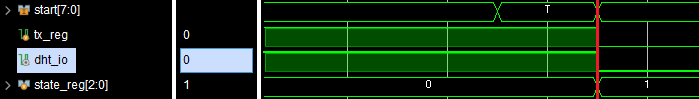 start[7:0] T
tx_reg 0
dht_io 0
state_reg[2:0] 1 0 1